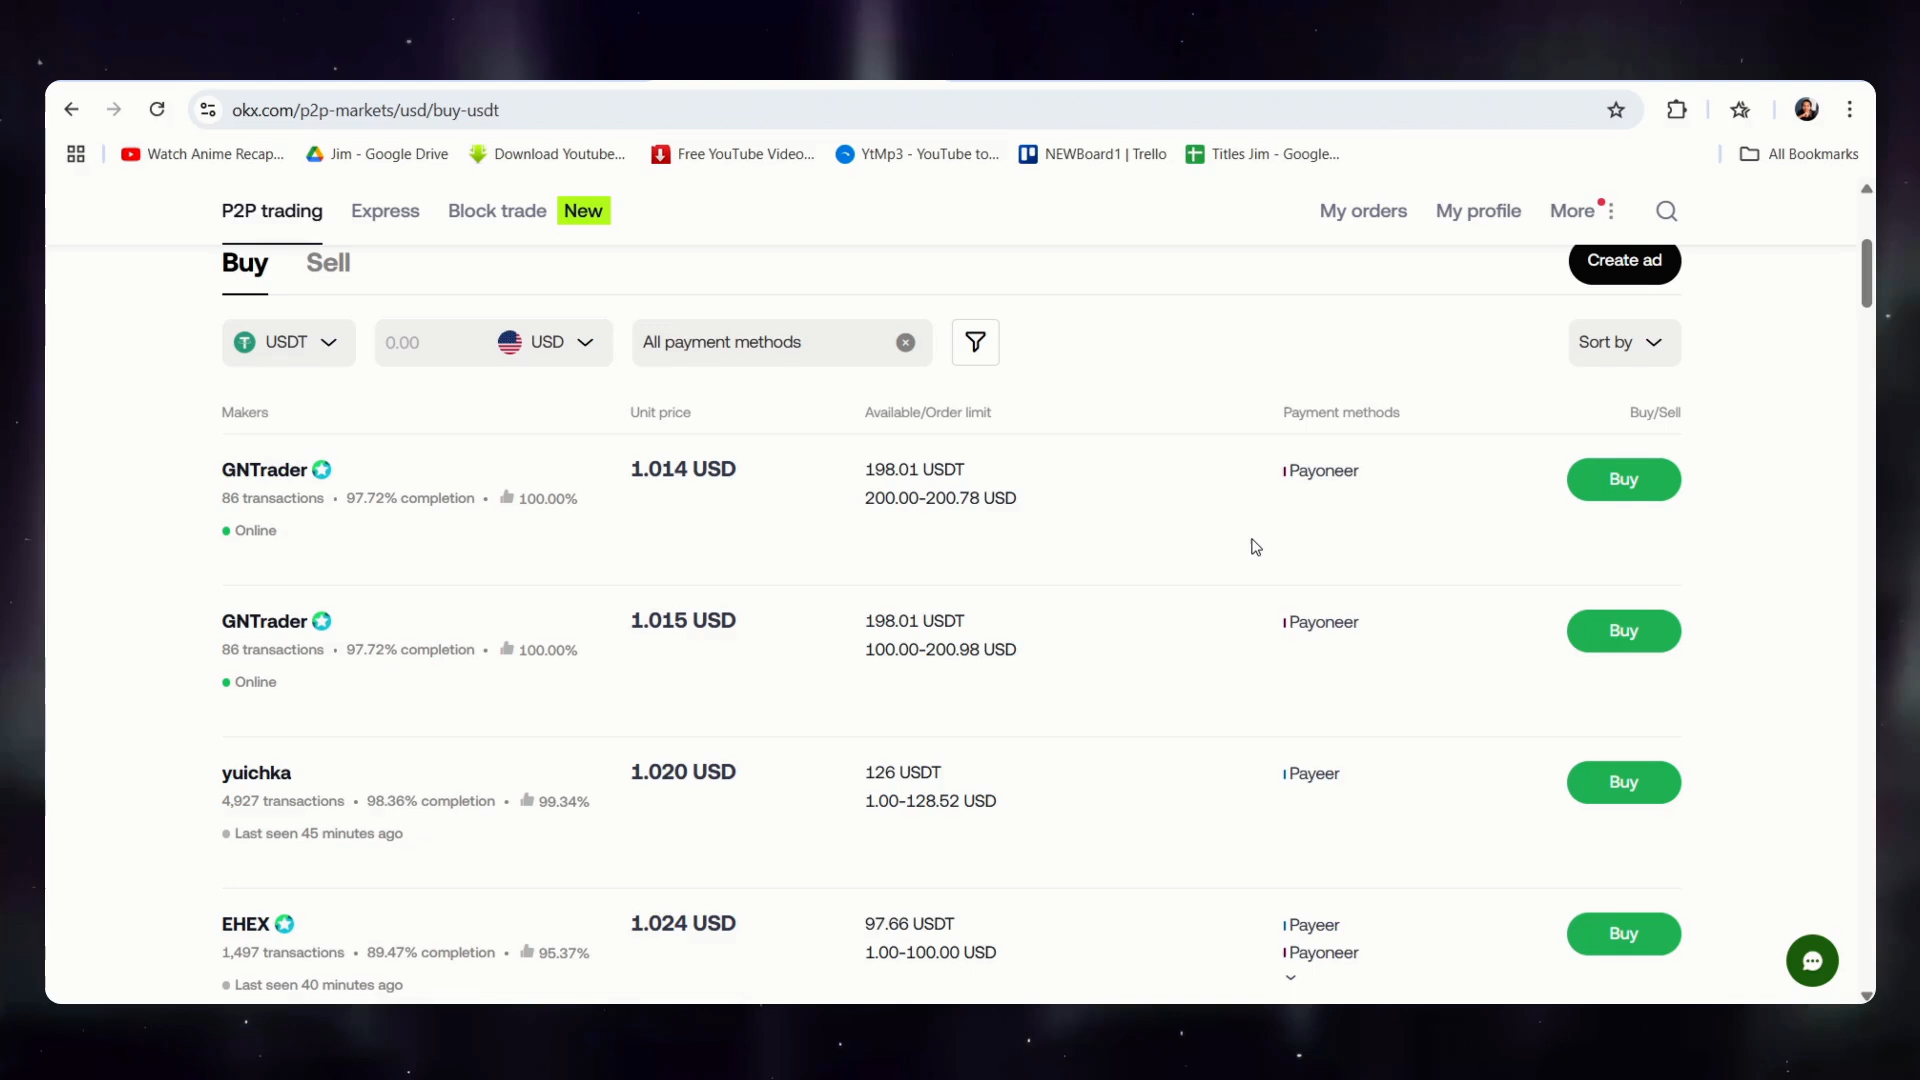 okx.com/p2p-markets/usd/buy-usdt
Watch Anime Recap... Jim - Google Drive Download Youtube... Free YouTube Video... YtMp3 - YouTube to... NEWBoard1 | Trello Titles Jim - Google... All Bookmarks
P2P trading Express Block trade New My orders My profile More
Buy Sell Create ad
USDT 0.00 USD All payment methods Sort by
Makers Unit price Available/Order limit Payment methods Buy/Sell
GNTrader 1.014 USD 198.01 USDT Payoneer Buy
86 transactions • 97.72% completion • 100.00% 200.00-200.78 USD
Online
GNTrader 1.015 USD 198.01 USDT Payoneer Buy
86 transactions • 97.72% completion • 100.00% 100.00-200.98 USD
Online
yuichka 1.020 USD 126 USDT Payeer Buy
4,927 transactions • 98.36% completion • 99.34% 1.00-128.52 USD
Last seen 45 minutes ago
EHEX 1.024 USD 97.66 USDT Payeer Buy
1,497 transactions • 89.47% completion • 95.37% 1.00-100.00 USD Payoneer
Last seen 40 minutes ago